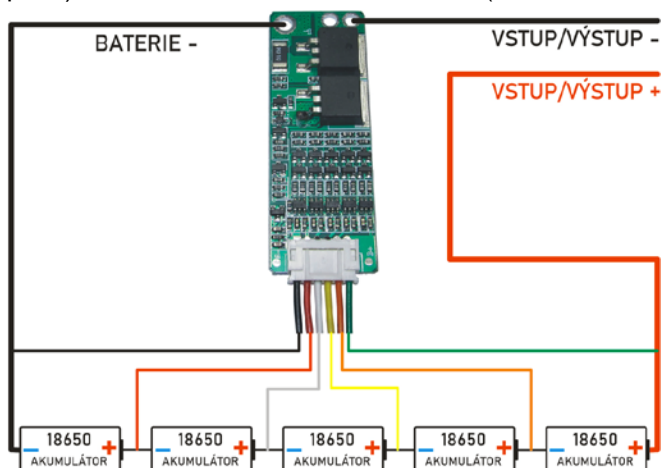 BATERIE -
VSTUP/VÝSTUP -
VSTUP/VÝSTUP +
18650
AKUMULÁTOR
18650
AKUMULÁTOR
18650
AKUMULÁTOR
18650
AKUMULÁTOR
18650
AKUMULÁTOR